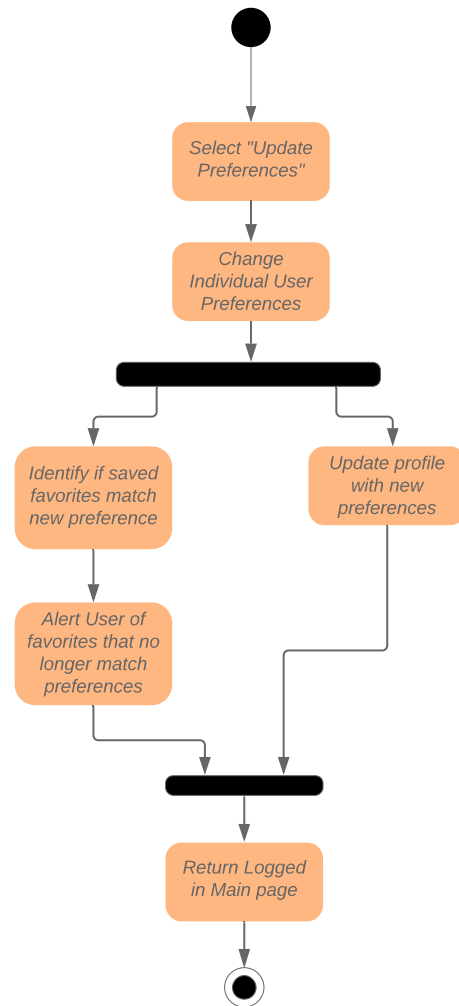 Select "Update
Preferences"
Change
Individual User
Preferences
Identify if saved
favorites match
new preference
Update profile
with new
preferences
Alert User of
favorites that no
longer match
preferences
Return Logged
in Main page